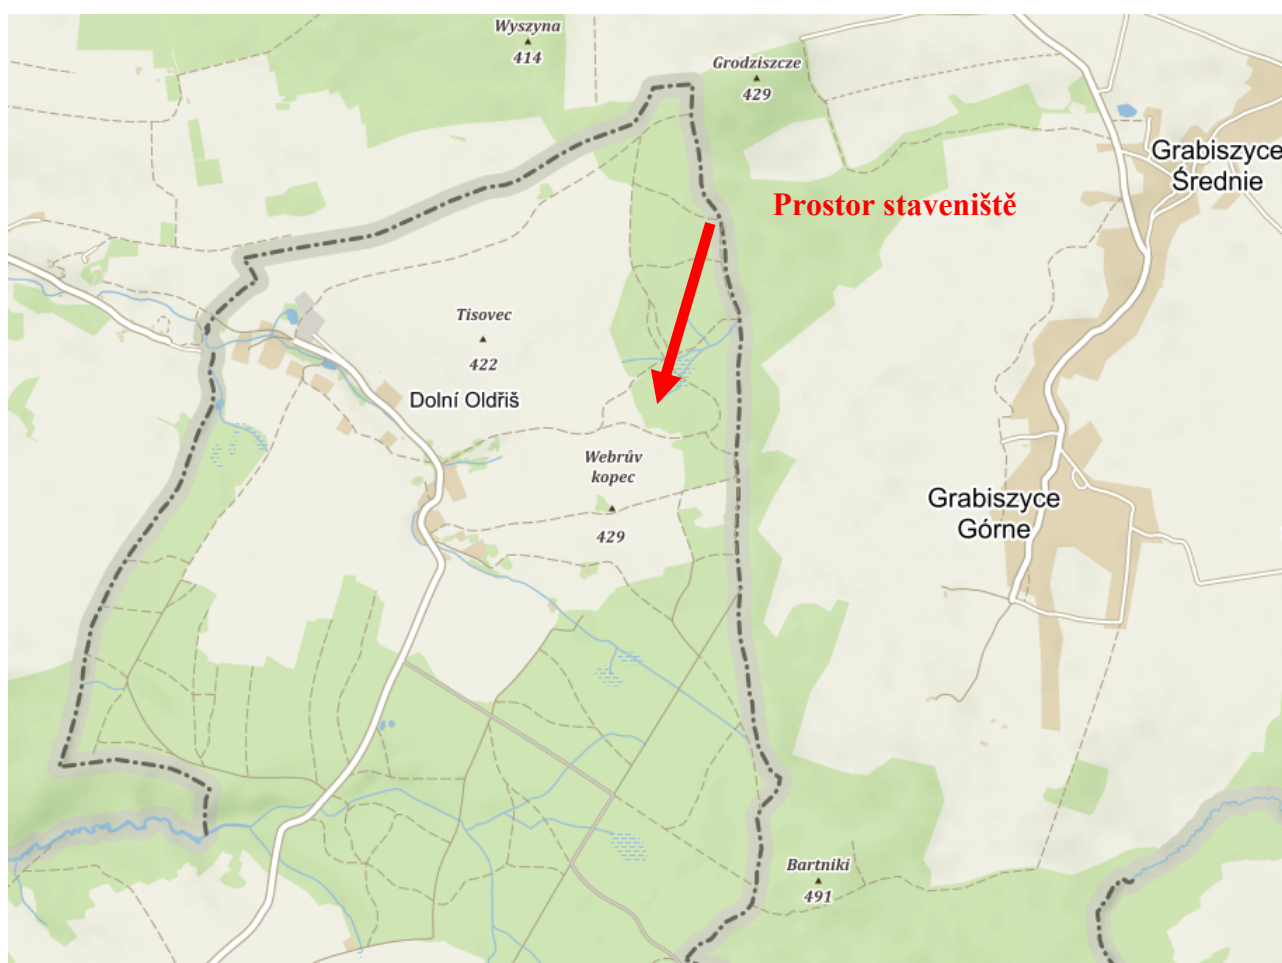 Wyszyna
414
Grodziszcze
429
Grabiszyce
Średnie
Prostor staveniště
Tisovec
422
Dolní Oldřiš
Webrův
kopec
429
Grabiszyce
Górne
Bartniki
491